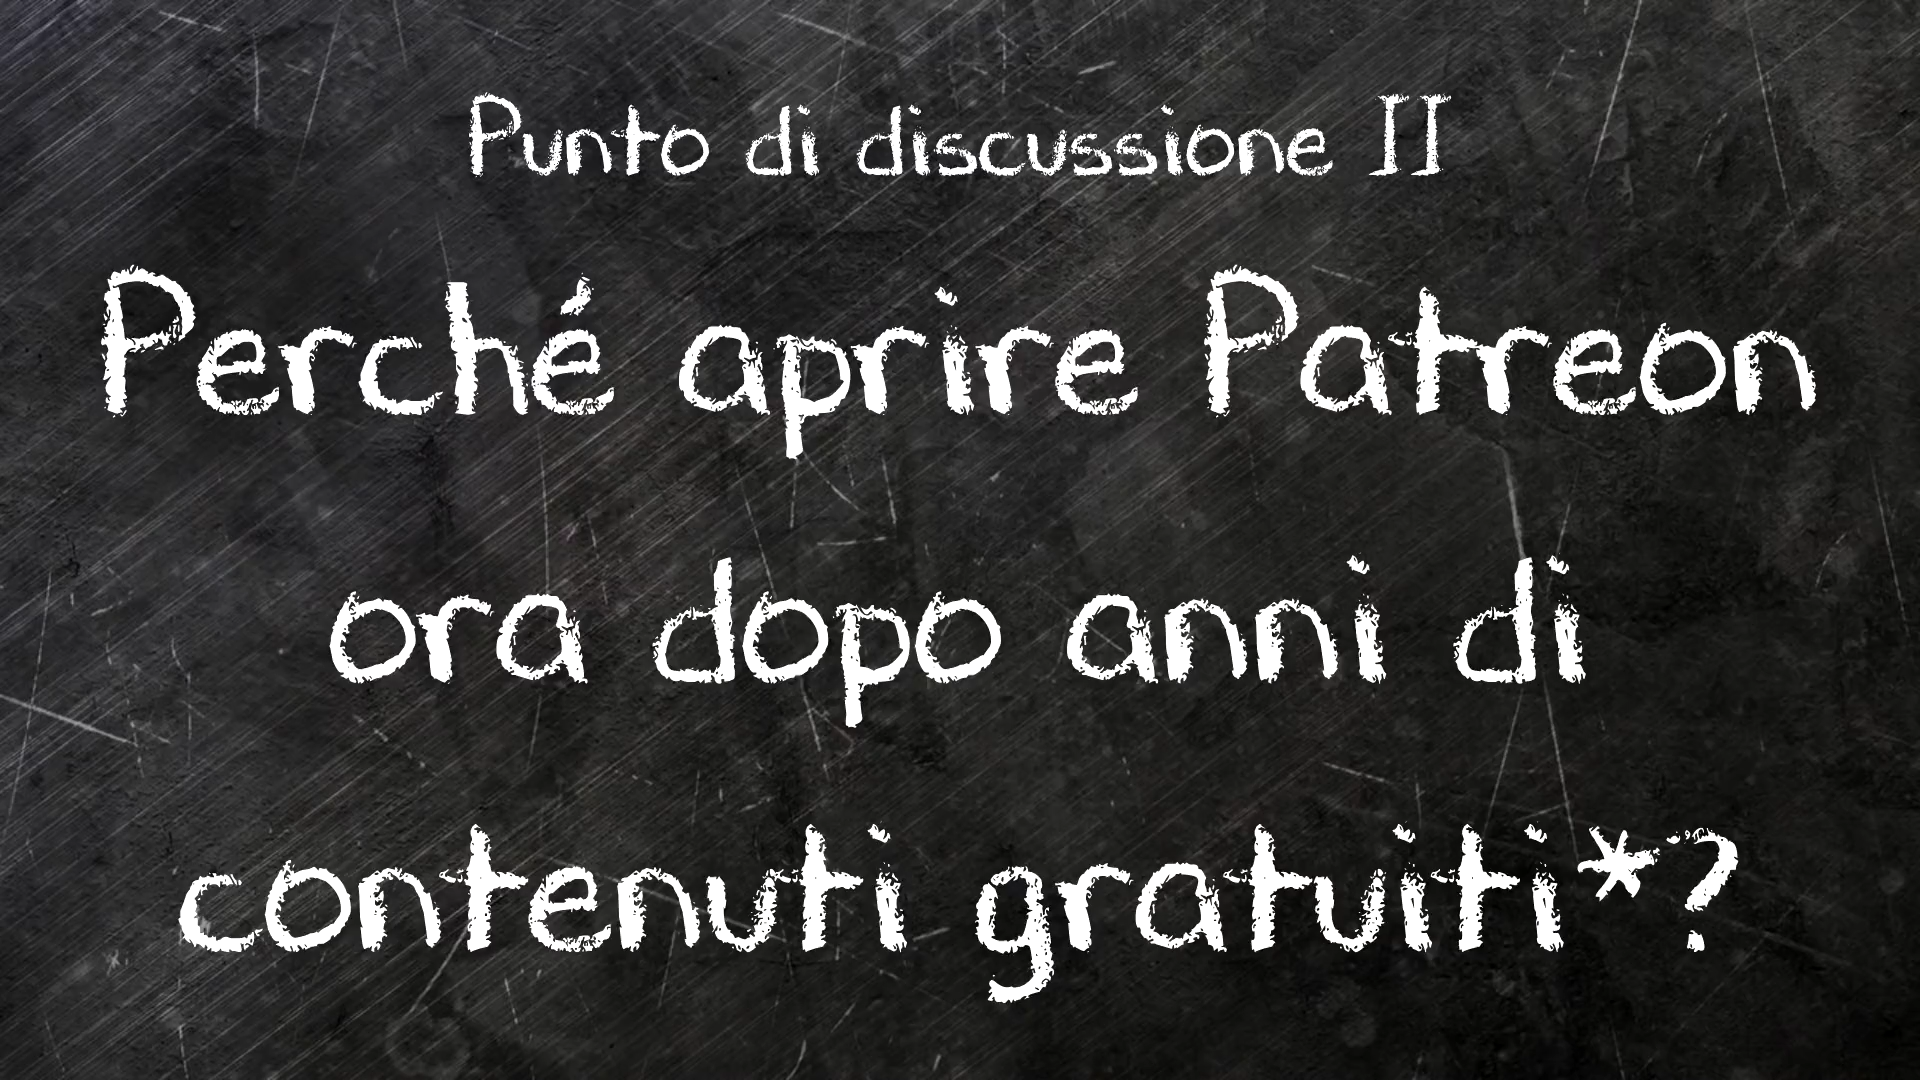 Punto di discussione II
Perché aprire Patreon
ora dopo anni di
contenuti gratuiti*?